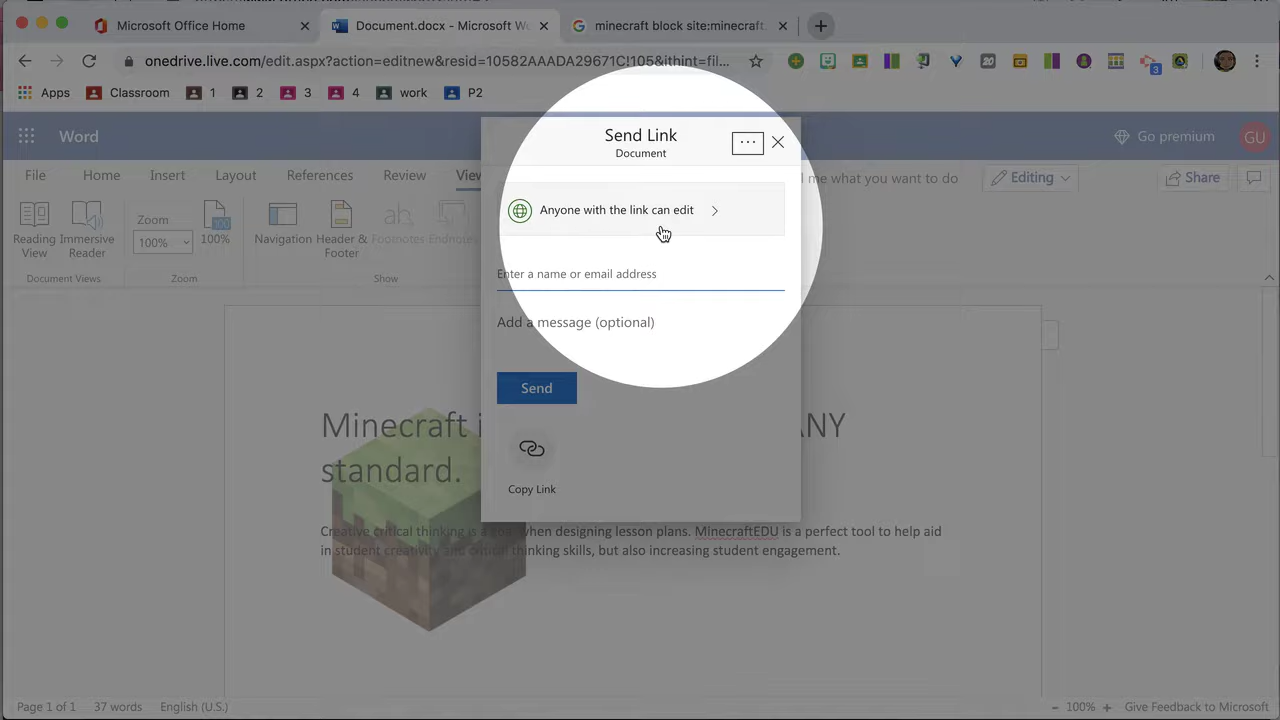 Microsoft Office Home
Document.docx - Microsoft W
minecraft block site:minecraft.
onedrive.live.com/edit.aspx?action=editnew&resid=10582AAADA29671C!105&ithint=fil...
20
3
Apps Classroom 1 2 3 4 work P2
Word
Go premium
GU
File Home Insert Layout References Review View
me what you want to do
Editing
Share
Reading View
Immersive Reader
Document Views
Zoom
100%
100%
Zoom
Navigation
Header & Footer
Footnotes
Endnotes
Show
Send Link
Document
...
Anyone with the link can edit
Enter a name or email address
Add a message (optional)
Send
Copy Link
Minecraft ANY
standard.
Creative critical thinking is a goal when designing lesson plans. MinecraftEDU is a perfect tool to help aid
in student creativity and critical thinking skills, but also increasing student engagement.
Page 1 of 1 37 words English (U.S.)
- 100% + Give Feedback to Microsoft